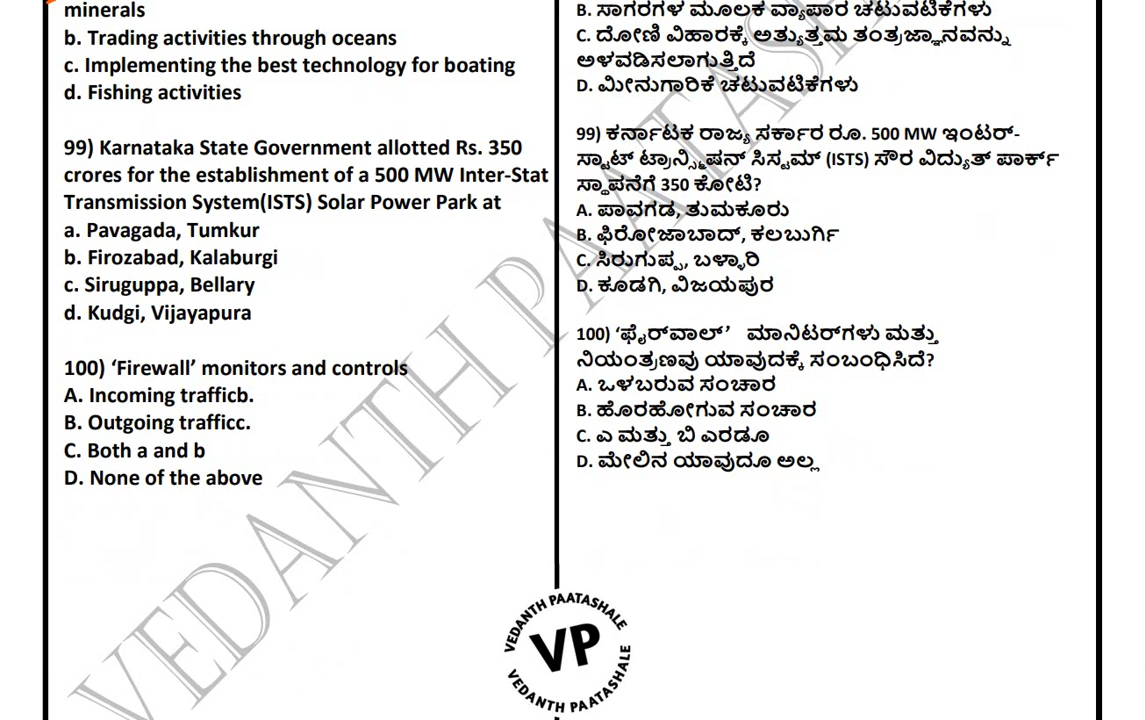 minerals
b. Trading activities through oceans
c. Implementing the best technology for boating
d. Fishing activities
99) Karnataka State Government allotted Rs. 350
crores for the establishment of a 500 MW Inter-Stat
Transmission System(ISTS) Solar Power Park at
a. Pavagada, Tumkur
b. Firozabad, Kalaburgi
c. Siruguppa, Bellary
d. Kudgi, Vijayapura
100) ‘Firewall’ monitors and controls
A. Incoming trafficb.
B. Outgoing trafficc.
C. Both a and b
D. None of the above
B. ಸಾಗರಗಳ ಮೂಲಕ ವ್ಯಾಪಾರ ಚಟುವಟಿಕೆಗಳು
C. ದೋಣಿ ವಿಹಾರಕ್ಕೆ ಅತ್ಯುತ್ತಮ ತಂತ್ರಜ್ಞಾನವನ್ನು
ಅಳವಡಿಸಲಾಗುತ್ತಿದೆ
D. ಮೀನುಗಾರಿಕೆ ಚಟುವಟಿಕೆಗಳು
99) ಕರ್ನಾಟಕ ರಾಜ್ಯ ಸರ್ಕಾರ ರೂ. 500 MW ಇಂಟರ್-
ಸ್ಟಾಟ್ ಟ್ರಾನ್ಸ್ಮಿಷನ್ ಸಿಸ್ಟಮ್ (ISTS) ಸೌರ ವಿದ್ಯುತ್ ಪಾರ್ಕ್
ಸ್ಥಾಪನೆಗೆ 350 ಕೋಟಿ?
A. ಪಾವಗಡ, ತುಮಕೂರು
B. ಫಿರೋಜಾಬಾದ್, ಕಲಬುರ್ಗಿ
C. ಸಿರುಗುಪ್ಪ, ಬಳ್ಳಾರಿ
D. ಕೂಡಗಿ, ವಿಜಯಪುರ
100) ‘ಫೈರ್‌ವಾಲ್’ ಮಾನಿಟರ್‌ಗಳು ಮತ್ತು
ನಿಯಂತ್ರಣವು ಯಾವುದಕ್ಕೆ ಸಂಬಂಧಿಸಿದೆ?
A. ಒಳಬರುವ ಸಂಚಾರ
B. ಹೊರಹೋಗುವ ಸಂಚಾರ
C. ಎ ಮತ್ತು ಬಿ ಎರಡೂ
D. ಮೇಲಿನ ಯಾವುದೂ ಅಲ್ಲ
VEDANTH PAATASHALE
VP
VEDANTH PAATASHALE
VEDANTH PAATASHA